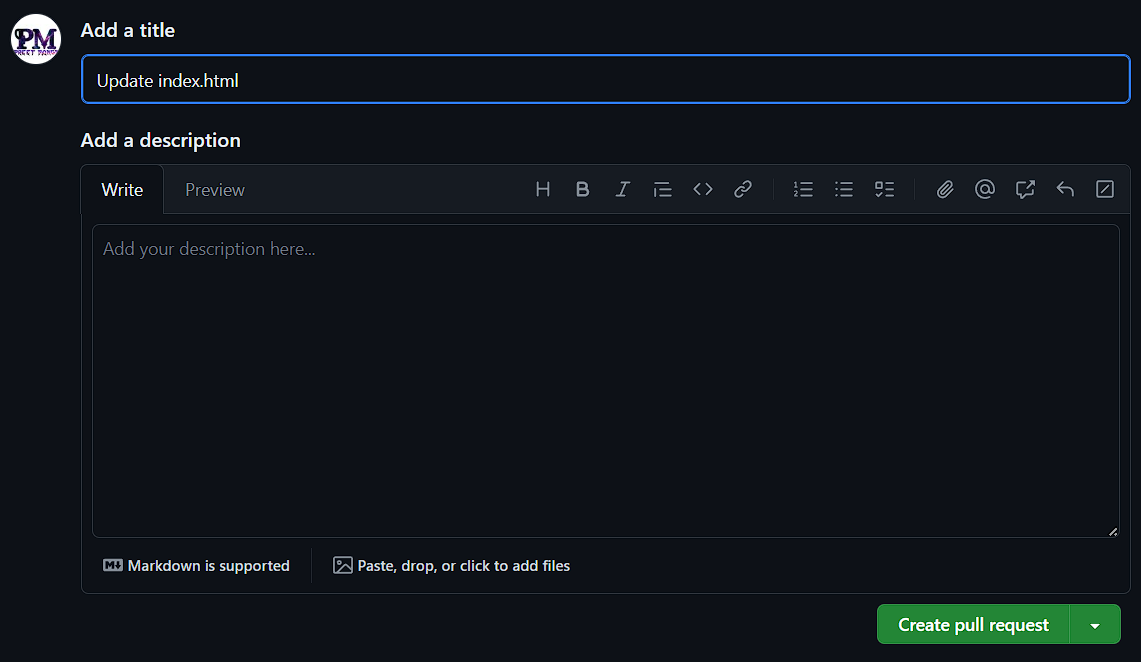 PM
Add a title
Update index.html
Add a description
Write Preview
Add your description here...
Markdown is supported
Paste, drop, or click to add files
Create pull request